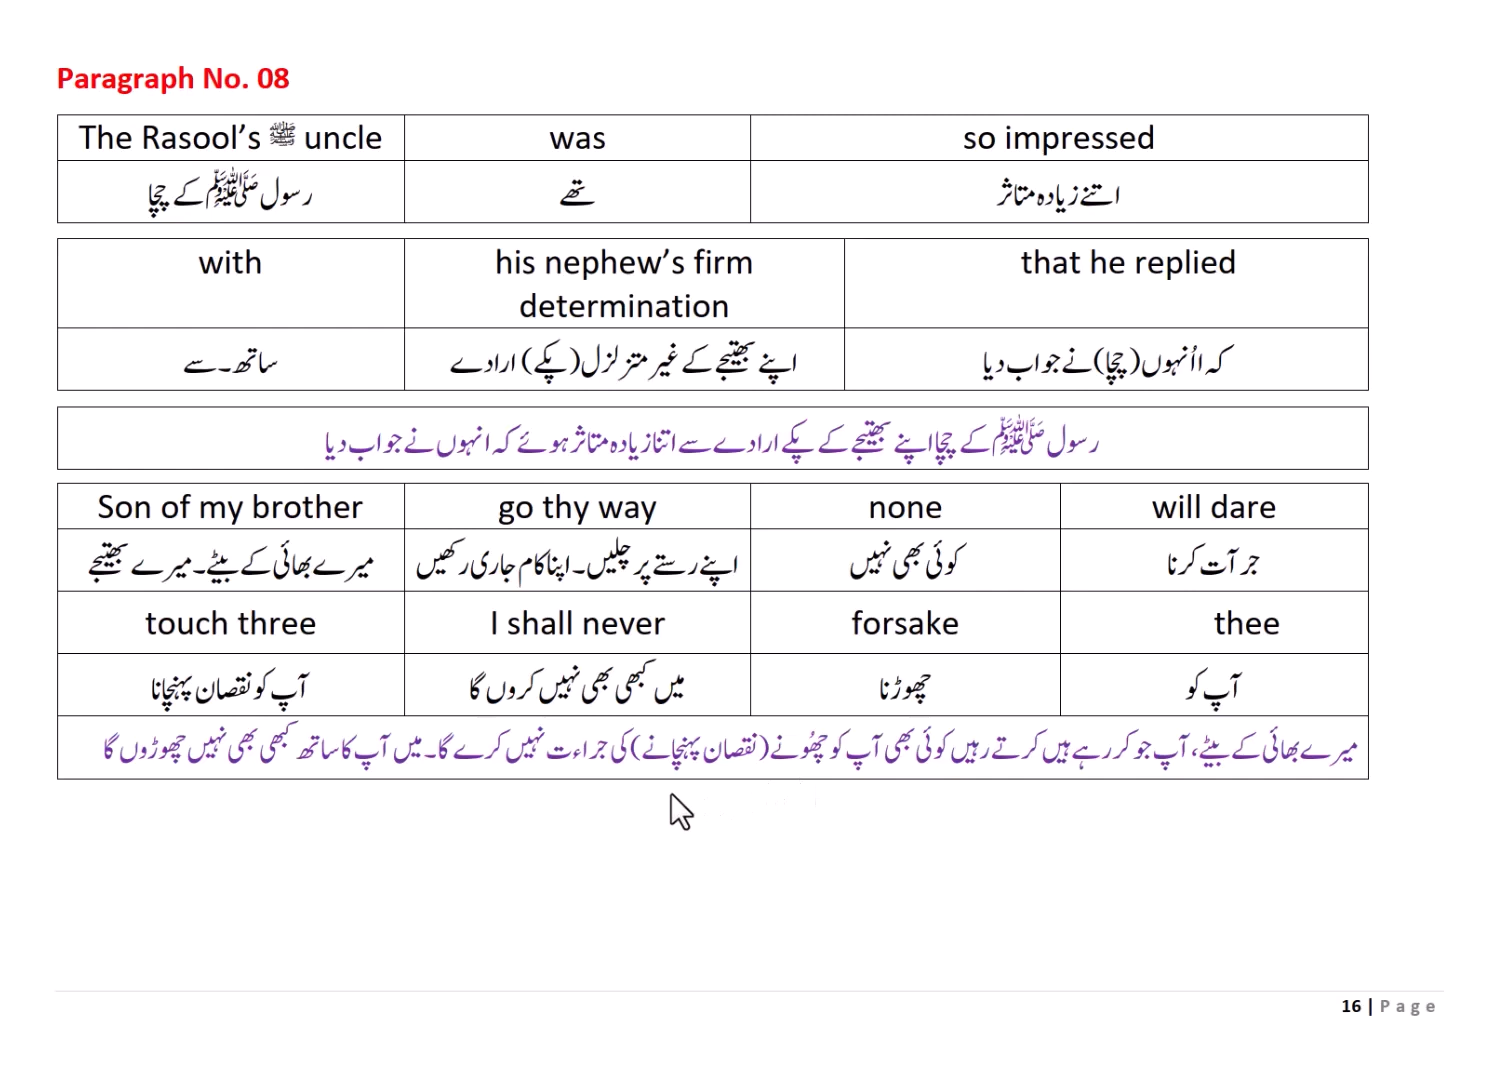 Paragraph No. 08
The Rasool’s ﷺ uncle was so impressed
رسول ﷺ کے چچا تھے اتنے زیادہ متاثر
with his nephew’s firm determination that he replied
ساتھ۔سے اپنے بھتیجے کے غیر متزلزل(پکے) ارادے کہ اُنہوں(چچا)نے جواب دیا
رسول ﷺ کے چچا اپنے بھتیجے کے پکے ارادے سے اتنا زیادہ متاثر ہوئے کہ انہوں نے جواب دیا
Son of my brother go thy way none will dare
میرے بھائی کے بیٹے۔میرے بھتیجے اپنے رستے پر چلیں۔اپنا کام جاری رکھیں کوئی بھی نہیں جرآت کرنا
touch three I shall never forsake thee
آپ کو نقصان پہنچانا میں کبھی بھی نہیں کروں گا چھوڑنا آپ کو
میرے بھائی کے بیٹے، آپ جو کر رہے ہیں کرتے رہیں کوئی بھی آپ کو چھُونے(نقصان پہنچانے)کی جراءت نہیں کرے گا۔میں آپ کا ساتھ کبھی بھی نہیں چھوڑوں گا
16 | Page